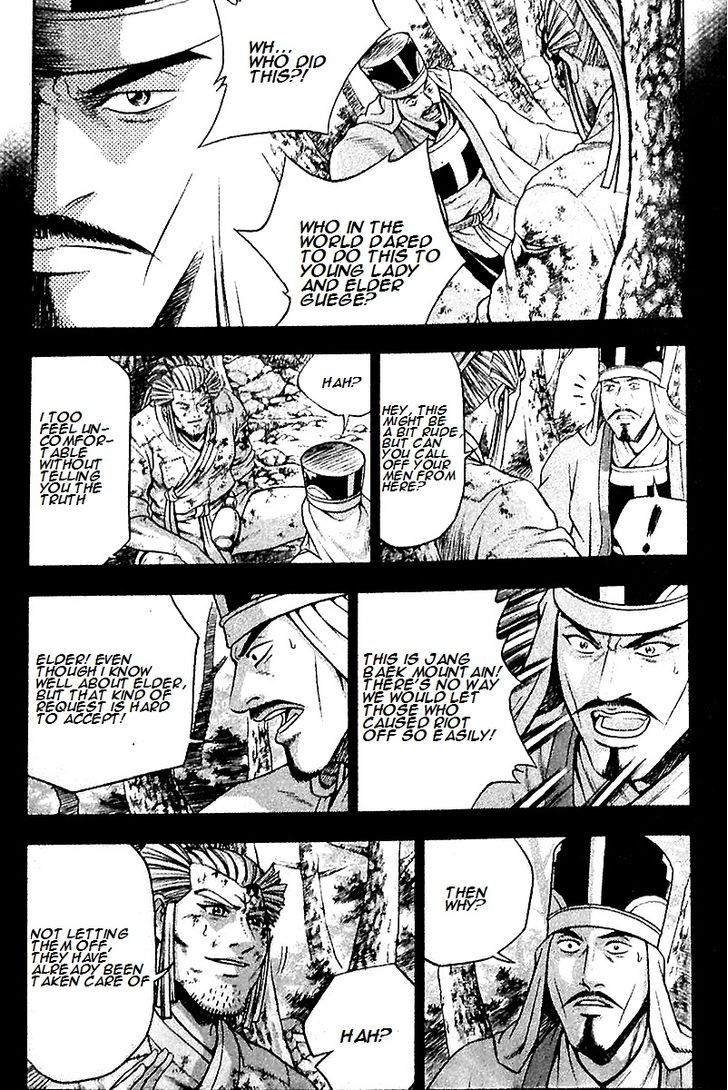 WH...
WHO DID
THIS?!
WHO IN THE
WORLD DARED
TO DO THIS TO
YOUNG LADY
AND ELDER
GUEGE?
!
HEY, THIS
MIGHT BE
A BIT RUDE,
BUT CAN
YOU CALL
OFF YOUR
MEN FROM
HERE?
!
HAH?
I TOO
FEEL UN-
COMFOR-
TABLE
WITHOUT
TELLING
YOU THE
TRUTH
THIS IS JANG
BAEK MOUNTAIN!
THERE'S NO WAY
WE WOULD LET
THOSE WHO
CAUSED RIOT
OFF SO EASILY!
ELDER! EVEN
THOUGH I KNOW
WELL ABOUT ELDER,
BUT THAT KIND OF
REQUEST IS HARD
TO ACCEPT!
THEN
WHY?
NOT LETTING
THEM OFF,
THEY HAVE
ALREADY BEEN
TAKEN CARE OF
HAH?